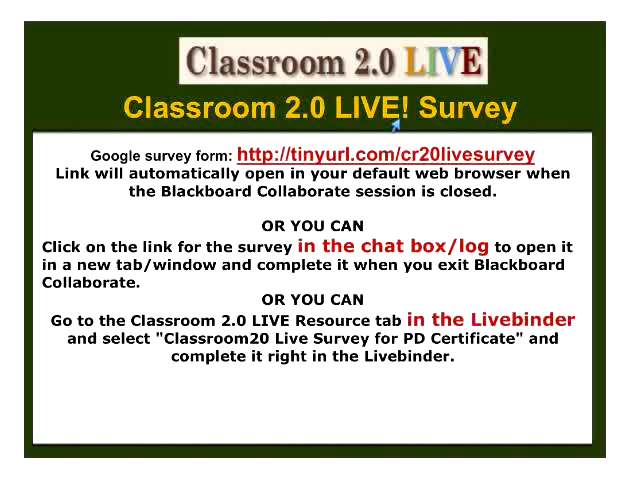 Classroom 2.0 LIVE
Classroom 2.0 LIVE! Survey
Google survey form: http://tinyurl.com/cr20livesurvey
Link will automatically open in your default web browser when
the Blackboard Collaborate session is closed.
OR YOU CAN
Click on the link for the survey in the chat box/log to open it
in a new tab/window and complete it when you exit Blackboard
Collaborate.
OR YOU CAN
Go to the Classroom 2.0 LIVE Resource tab in the Livebinder
and select "Classroom20 Live Survey for PD Certificate" and
complete it right in the Livebinder.